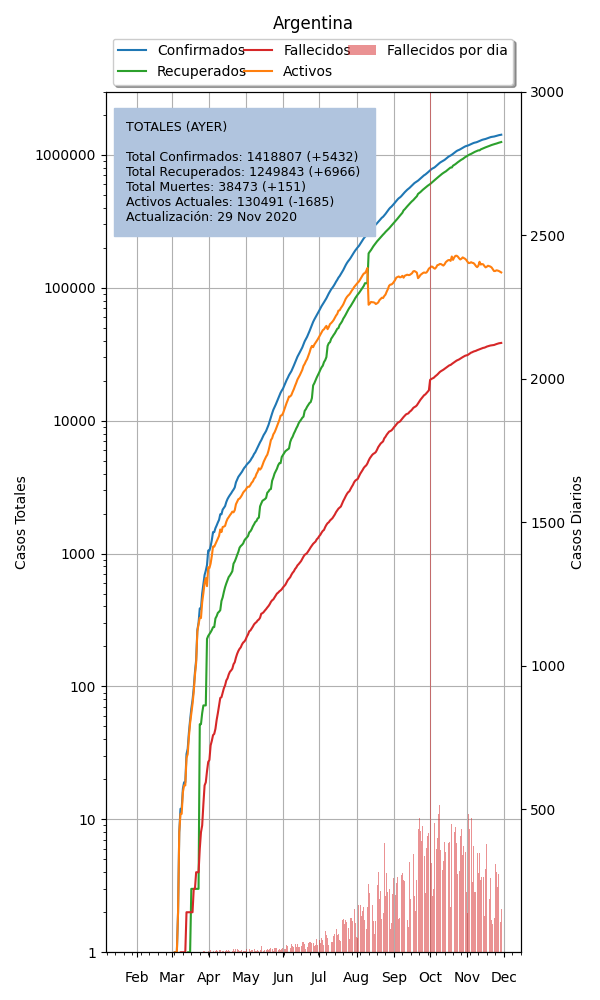 Argentina
Confirmados
Fallecidos
Fallecidos por dia
Recuperados
Activos
TOTALES (AYER)
Total Confirmados: 1418807 (+5432)
Total Recuperados: 1249843 (+6966)
Total Muertes: 38473 (+151)
Activos Actuales: 130491 (-1685)
Actualización: 29 Nov 2020
Casos Totales
1000000
100000
10000
1000
100
10
1
Casos Diarios
3000
2500
2000
1500
1000
500
Feb Mar Apr May Jun Jul Aug Sep Oct Nov Dec